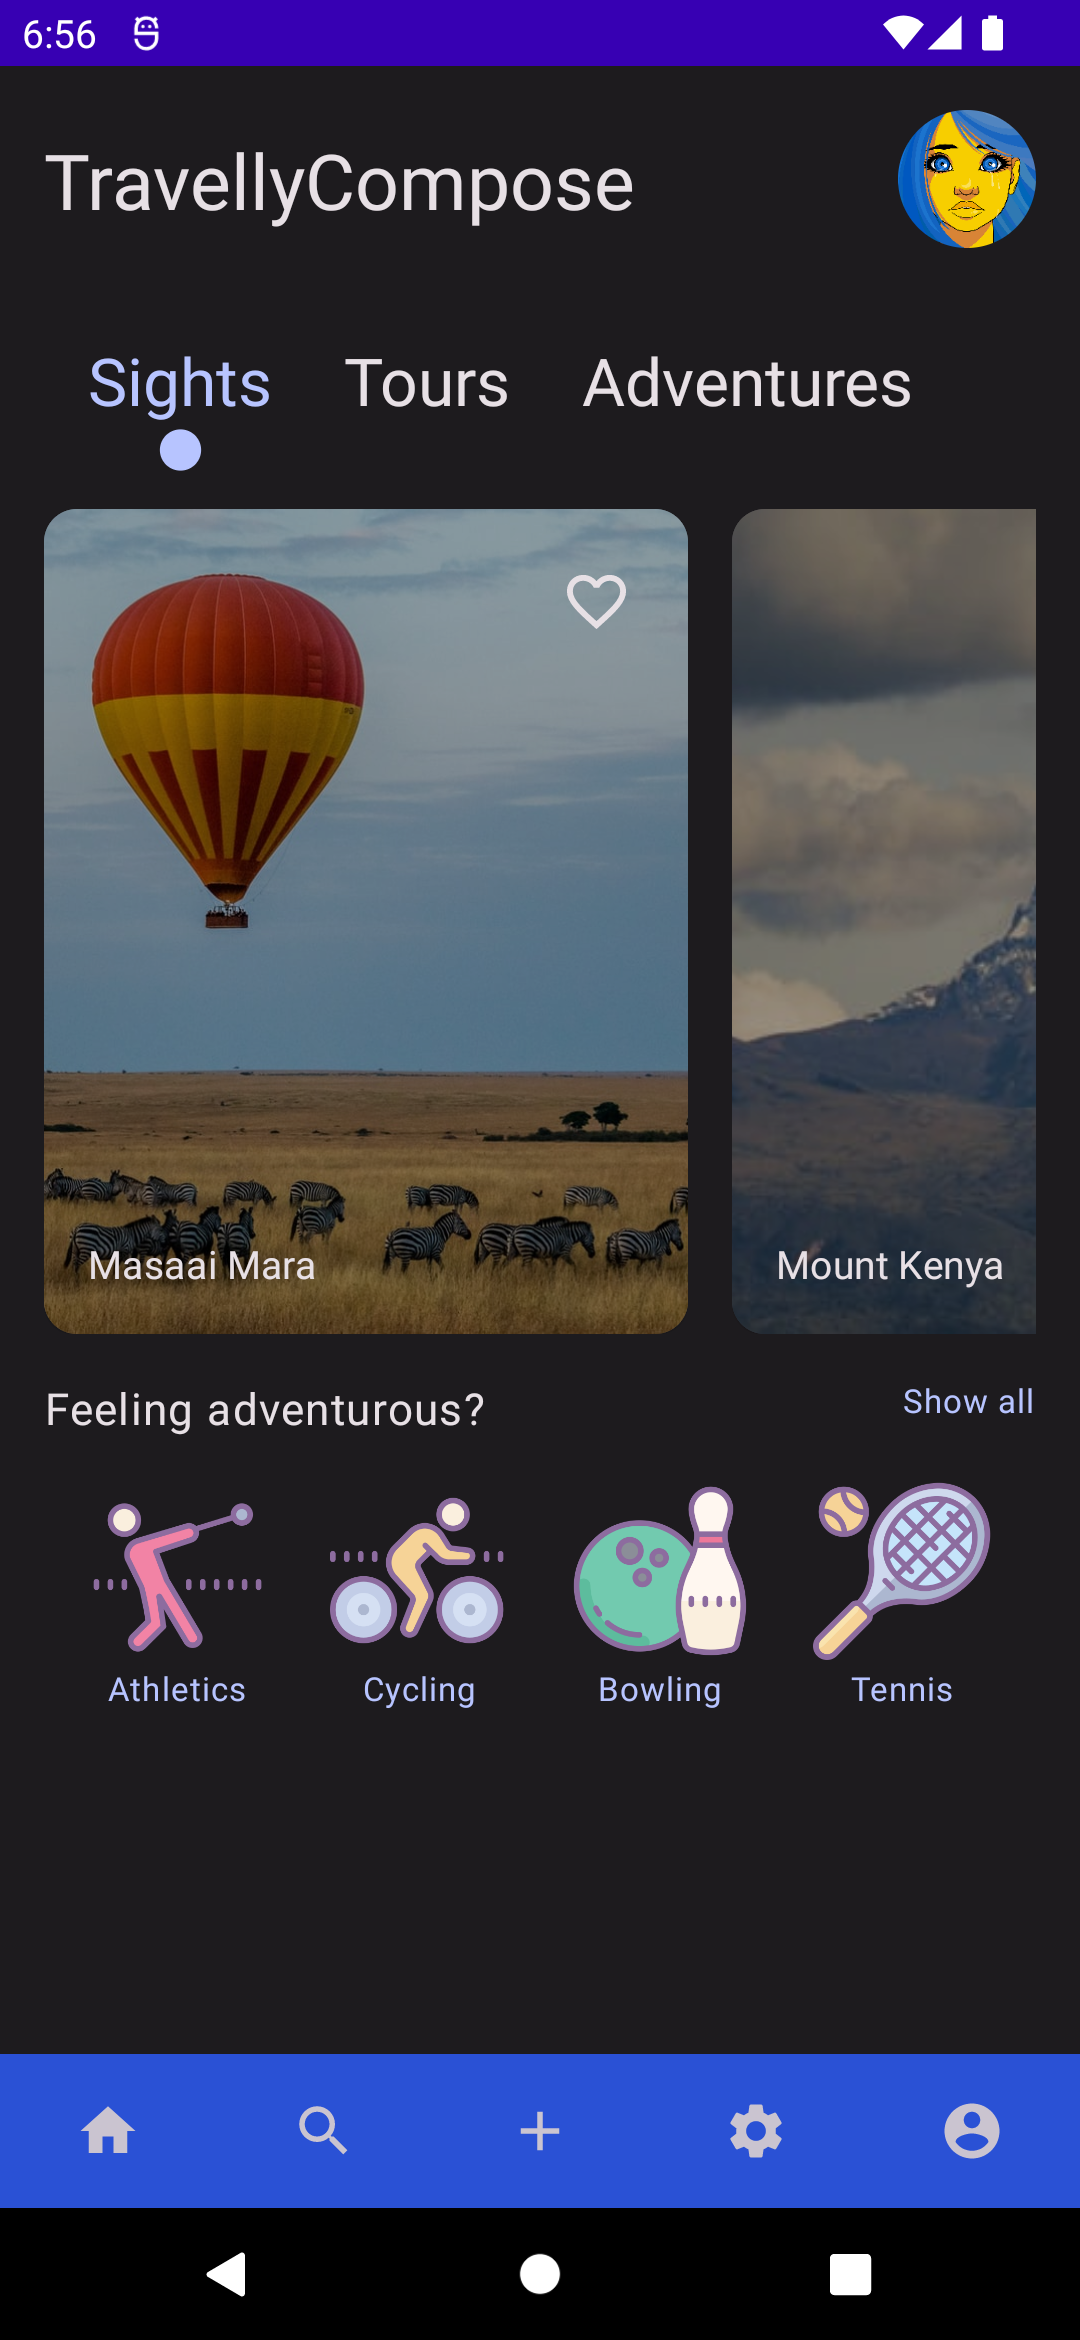 6:56
TravellyCompose
Sights Tours Adventures
Masaai Mara
Mount Kenya
Feeling adventurous?
Show all
Athletics Cycling Bowling Tennis